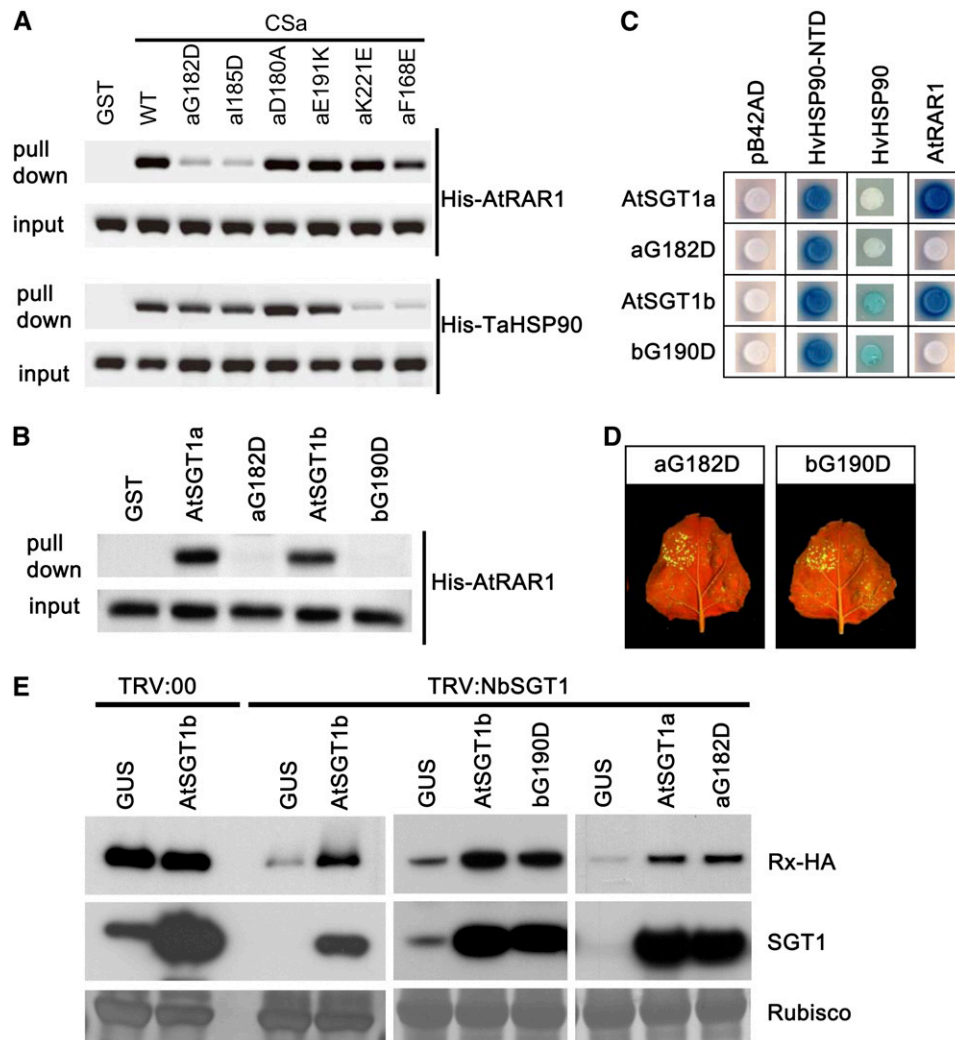 A
CSa
GST
WT
aG182D
aI185D
aD180A
aE191K
aK221E
aF168E
pull
down
His-AtRAR1
input
pull
down
His-TaHSP90
input
B
GST
AtSGT1a
aG182D
AtSGT1b
bG190D
pull
down
His-AtRAR1
input
C
pB42AD
HvHSP90-NTD
HvHSP90
AtRAR1
AtSGT1a
aG182D
AtSGT1b
bG190D
D
aG182D
bG190D
E
TRV:00
TRV:NbSGT1
GUS
AtSGT1b
GUS
AtSGT1b
GUS
AtSGT1b
bG190D
GUS
AtSGT1a
aG182D
Rx-HA
SGT1
Rubisco